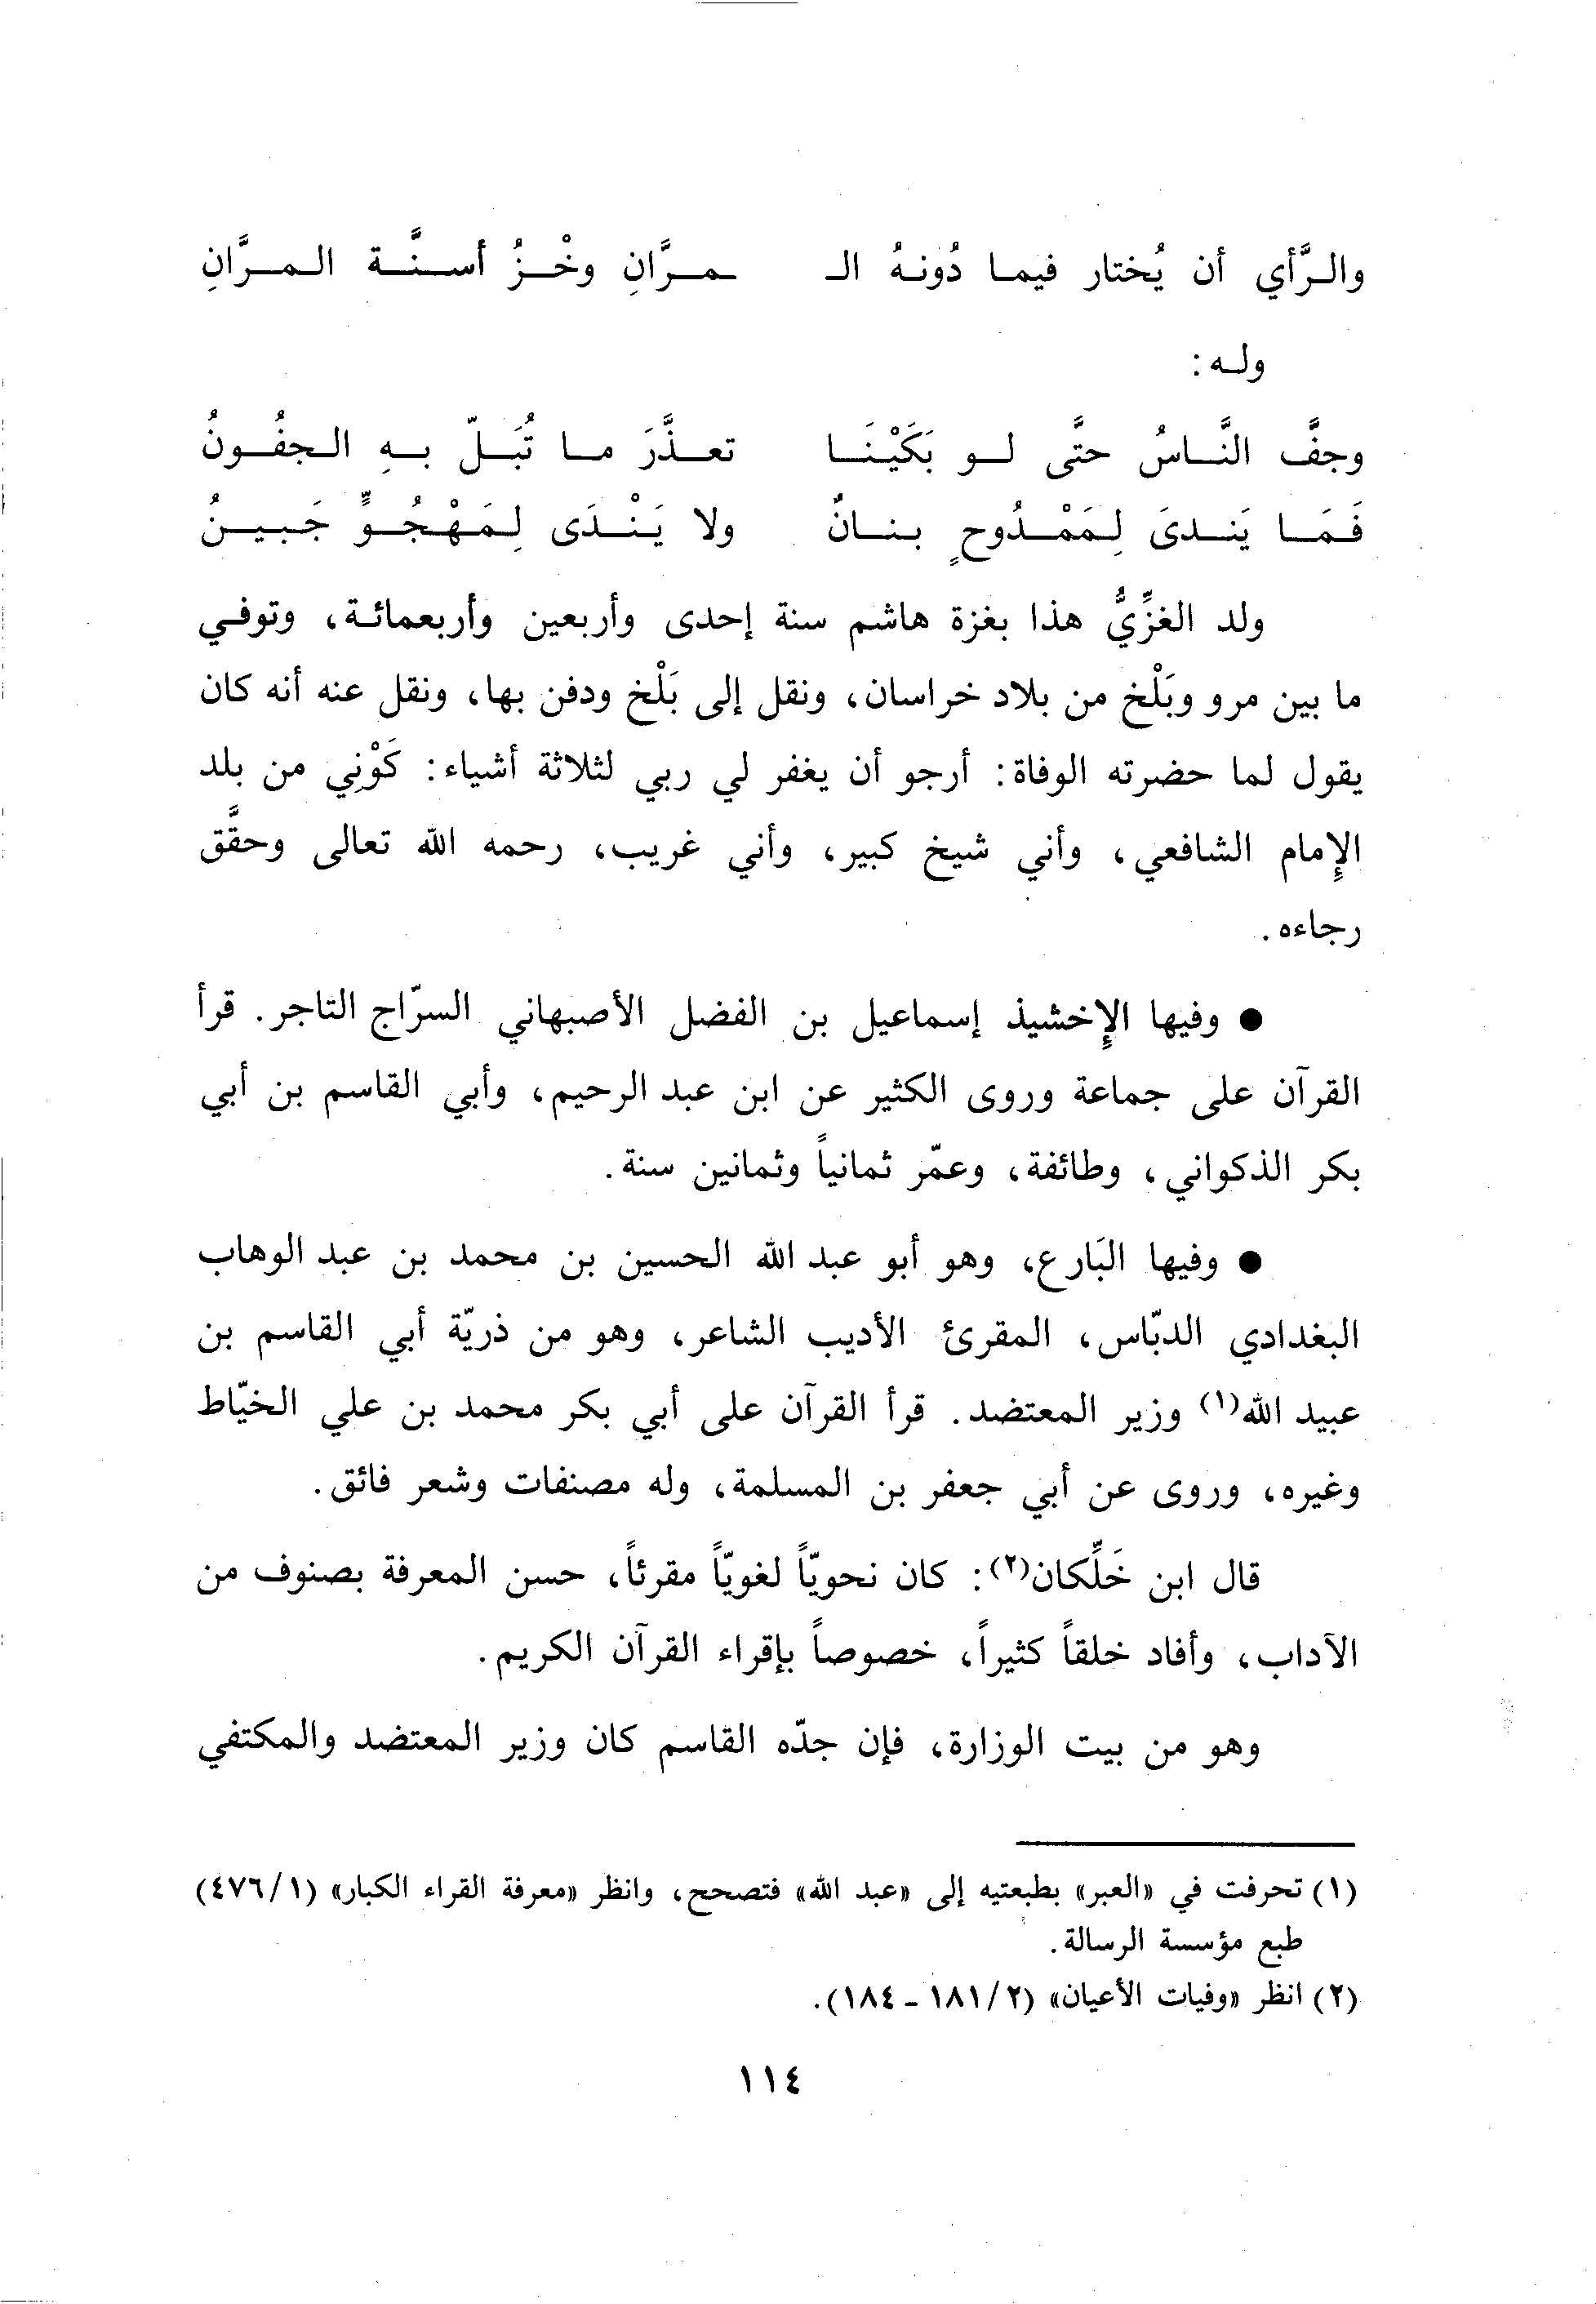 والرَّأي أن يُختار فيما دُونهُ الـ ـمرَّانِ وخْزُ أسنَّة المرَّانِ
وله :
وجفَّ النَّاسُ حتَّى لو بَكَيْنَا تعذَّرَ ما تُبَلّ بهِ الجفُونُ
فَمَا يَندىَ لِمَمْدُوحٍ بنانٌ ولا يَنْدَى لِمَهْجُوٍّ جَبينُ
ولد الغزِّيُّ هذا بغزة هاشم سنة إحدى وأربعين وأربعمائة، وتوفي
ما بين مرو وبَلْخ من بلاد خراسان، ونقل إلى بَلْخ ودفن بها، ونقل عنه أنه كان
يقول لما حضرته الوفاة: أرجو أن يغفر لي ربي لثلاثة أشياء: كَوْنِي من بلد
الإِمام الشافعي، وأني شيخ كبير، وأني غريب، رحمه الله تعالى وحقَّق
رجاءه.
● وفيها الإِخشيذ إسماعيل بن الفضل الأصبهاني السرّاج التاجر. قرأ
القرآن على جماعة وروى الكثير عن ابن عبد الرحيم، وأبي القاسم بن أبي
بكر الذكواني، وطائفة، وعمّر ثمانياً وثمانين سنة.
● وفيها البَارع، وهو أبو عبد الله الحسين بن محمد بن عبد الوهاب
البغدادي الدبّاس، المقرئ الأديب الشاعر، وهو من ذريّة أبي القاسم بن
عبيد الله(١) وزير المعتضد. قرأ القرآن على أبي بكر محمد بن علي الخيّاط
وغيره، وروى عن أبي جعفر بن المسلمة، وله مصنفات وشعر فائق.
قال ابن خَلِّكان(٢): كان نحويّاً لغويّاً مقرئاً، حسن المعرفة بصنوف من
الآداب، وأفاد خلقاً كثيراً، خصوصاً بإقراء القرآن الكريم.
وهو من بيت الوزارة، فإن جدّه القاسم كان وزير المعتضد والمكتفي
(١) تحرفت في «العبر» بطبعتيه إلى «عبد الله» فتصحح، وانظر «معرفة القراء الكبار» (١/٤٧٦)
طبع مؤسسة الرسالة.
(٢) انظر «وفيات الأعيان» (٢/١٨١ - ١٨٤).
١١٤